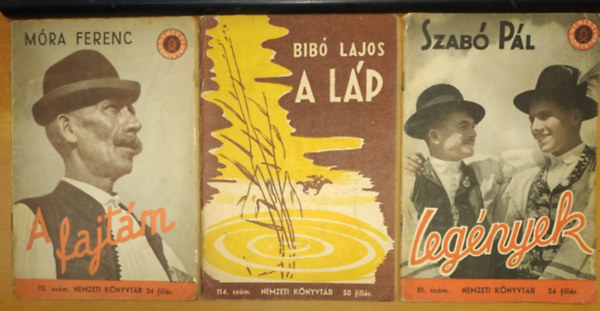 MÓRA FERENC
A fajtám
70. szám. NEMZETI KÖNYVTÁR 24 fillér.
BIBÓ LAJOS
A LÁP
114. szám. NEMZETI KÖNYVTÁR 50 fillér.
SZABÓ PÁL
legények
81. szám. NEMZETI KÖNYVTÁR 24 fillér.